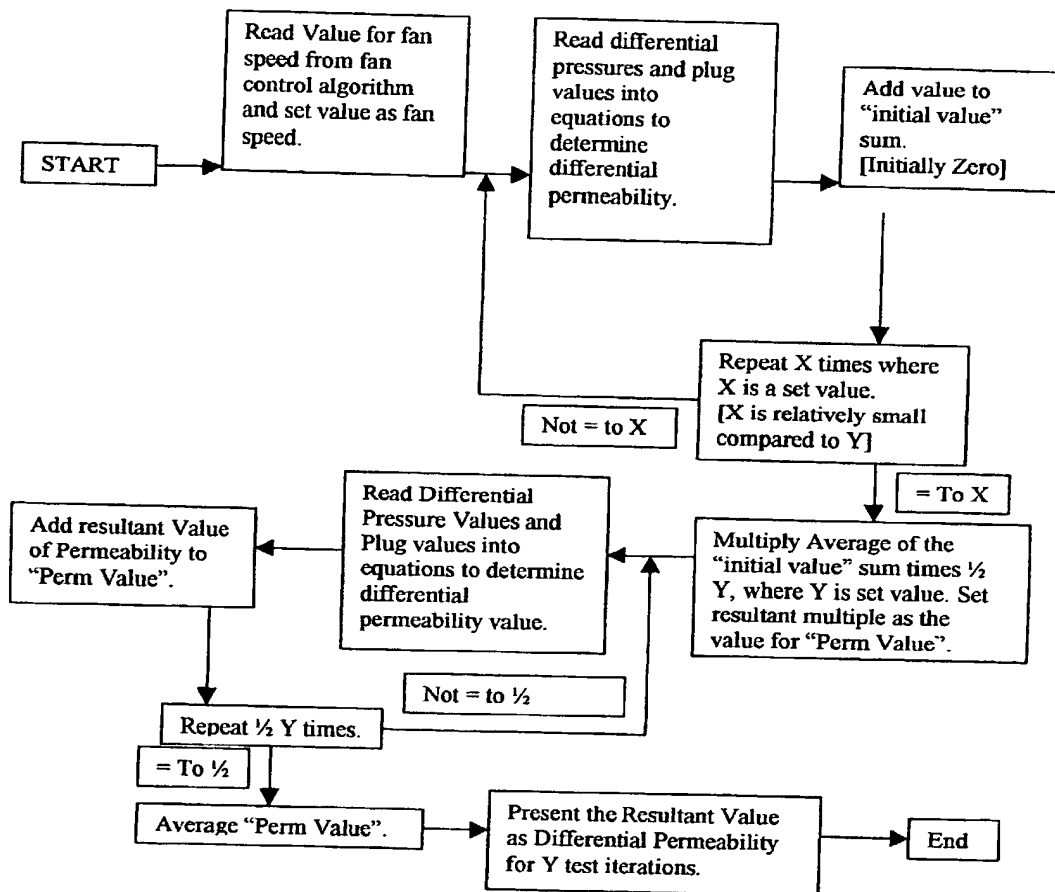 START
Read Value for fan
speed from fan
control algorithm
and set value as fan
speed.
Read differential
pressures and plug
values into
equations to
determine
differential
permeability.
Add value to
“initial value”
sum.
[Initially Zero]
Repeat X times where
X is a set value.
[X is relatively small
compared to Y]
Not = to X
= To X
Multiply Average of the
“initial value” sum times ½
Y, where Y is set value. Set
resultant multiple as the
value for “Perm Value”.
Read Differential
Pressure Values and
Plug values into
equations to determine
differential
permeability value.
Add resultant Value
of Permeability to
“Perm Value”.
Not = to ½
Repeat ½ Y times.
= To ½
Average “Perm Value”.
Present the Resultant Value
as Differential Permeability
for Y test iterations.
End